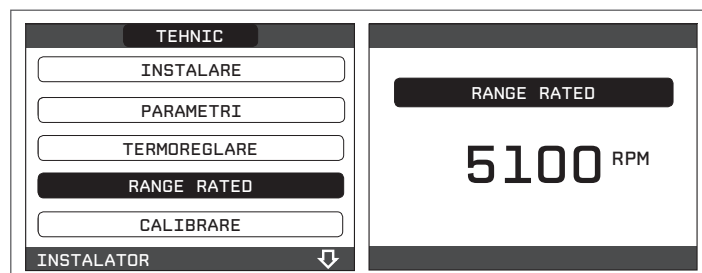 TEHNIC
INSTALARE
PARAMETRI
TERMOREGLARE
RANGE RATED
CALIBRARE
INSTALATOR
RANGE RATED
5100 RPM